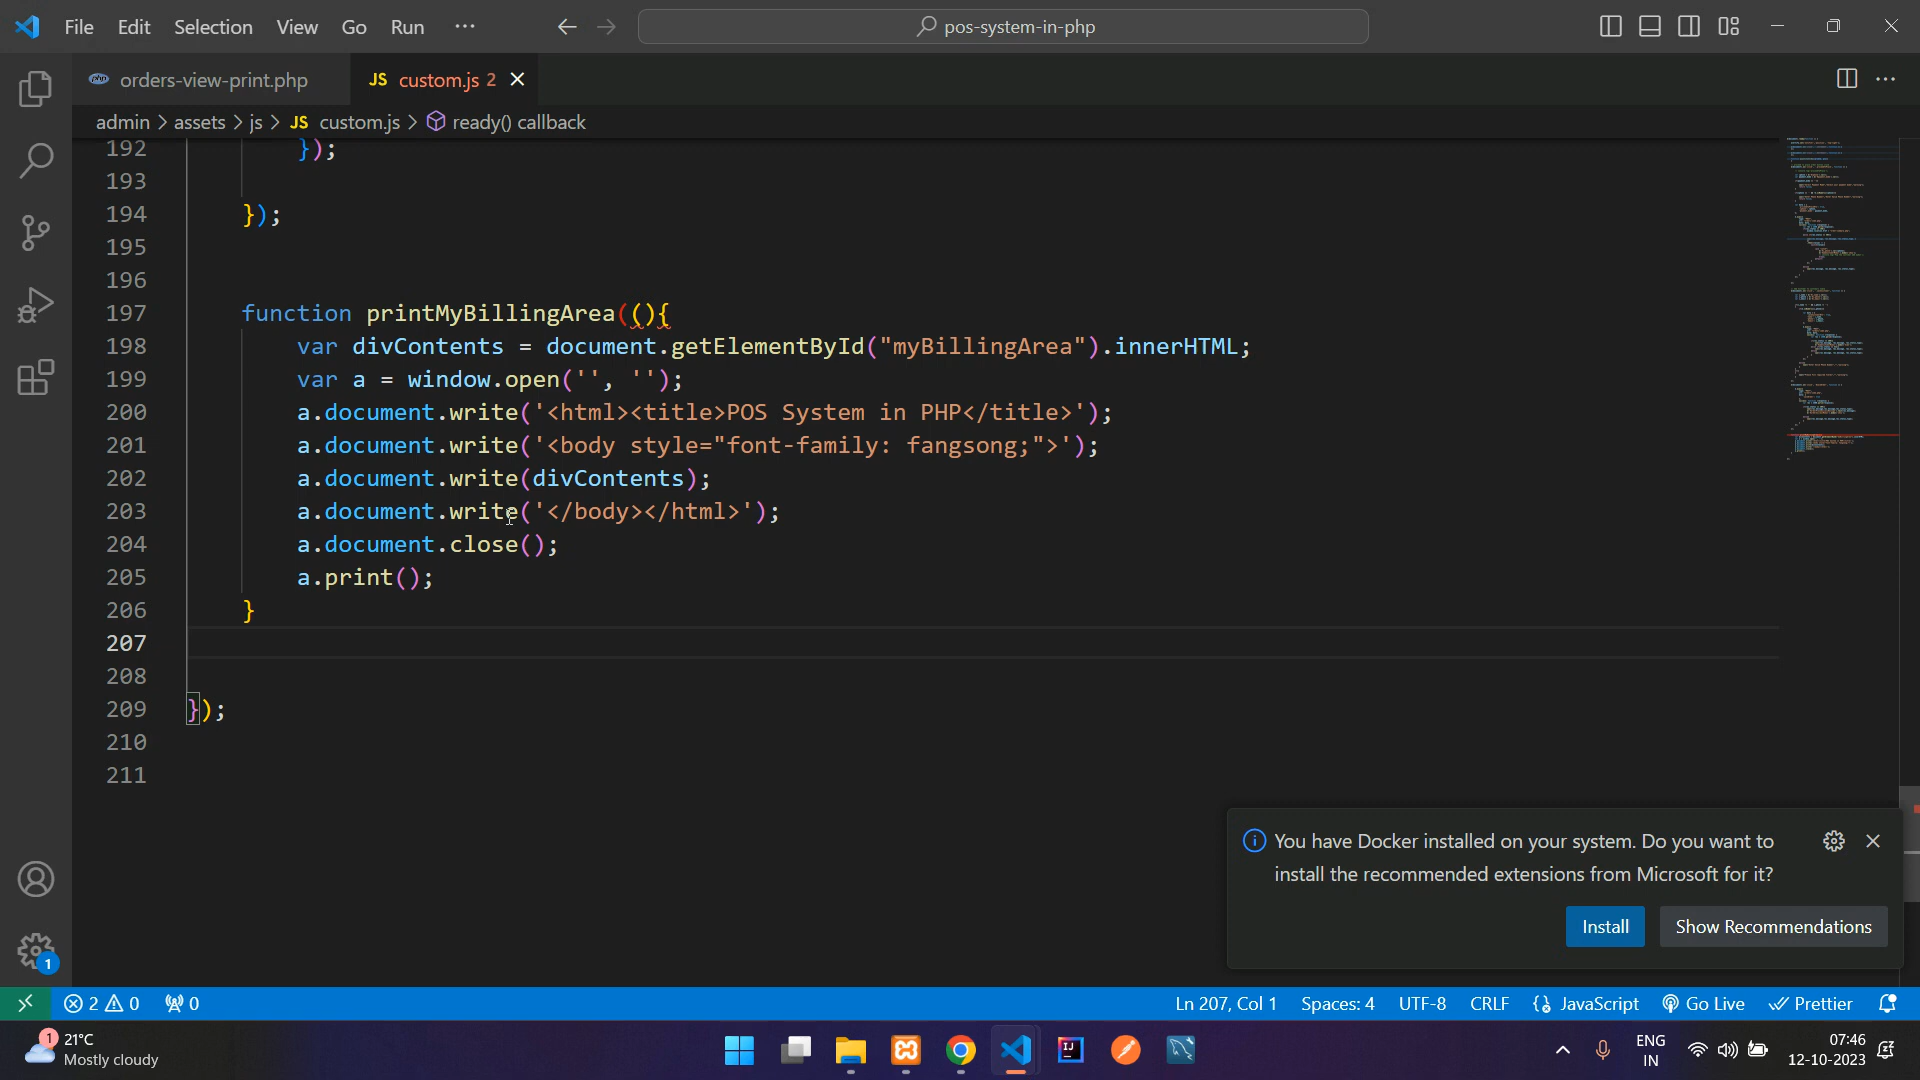 File Edit Selection View Go Run ··· pos-system-in-php
orders-view-print.php JS custom.js 2
admin > assets > js > JS custom.js > ready() callback
192 });
193
194 });
195
196
197 function printMyBillingArea((){
198 var divContents = document.getElementById("myBillingArea").innerHTML;
199 var a = window.open('', '');
200 a.document.write('<html><title>POS System in PHP</title>');
201 a.document.write('<body style="font-family: fangsong;">');
202 a.document.write(divContents);
203 a.document.write('</body></html>');
204 a.document.close();
205 a.print();
206 }
207
208
209 });
210
211
You have Docker installed on your system. Do you want to
install the recommended extensions from Microsoft for it?
Install Show Recommendations
1
2 0 0 Ln 207, Col 1 Spaces: 4 UTF-8 CRLF {} JavaScript Go Live Prettier
1 21°C
Mostly cloudy
ENG
IN
07:46
12-10-2023